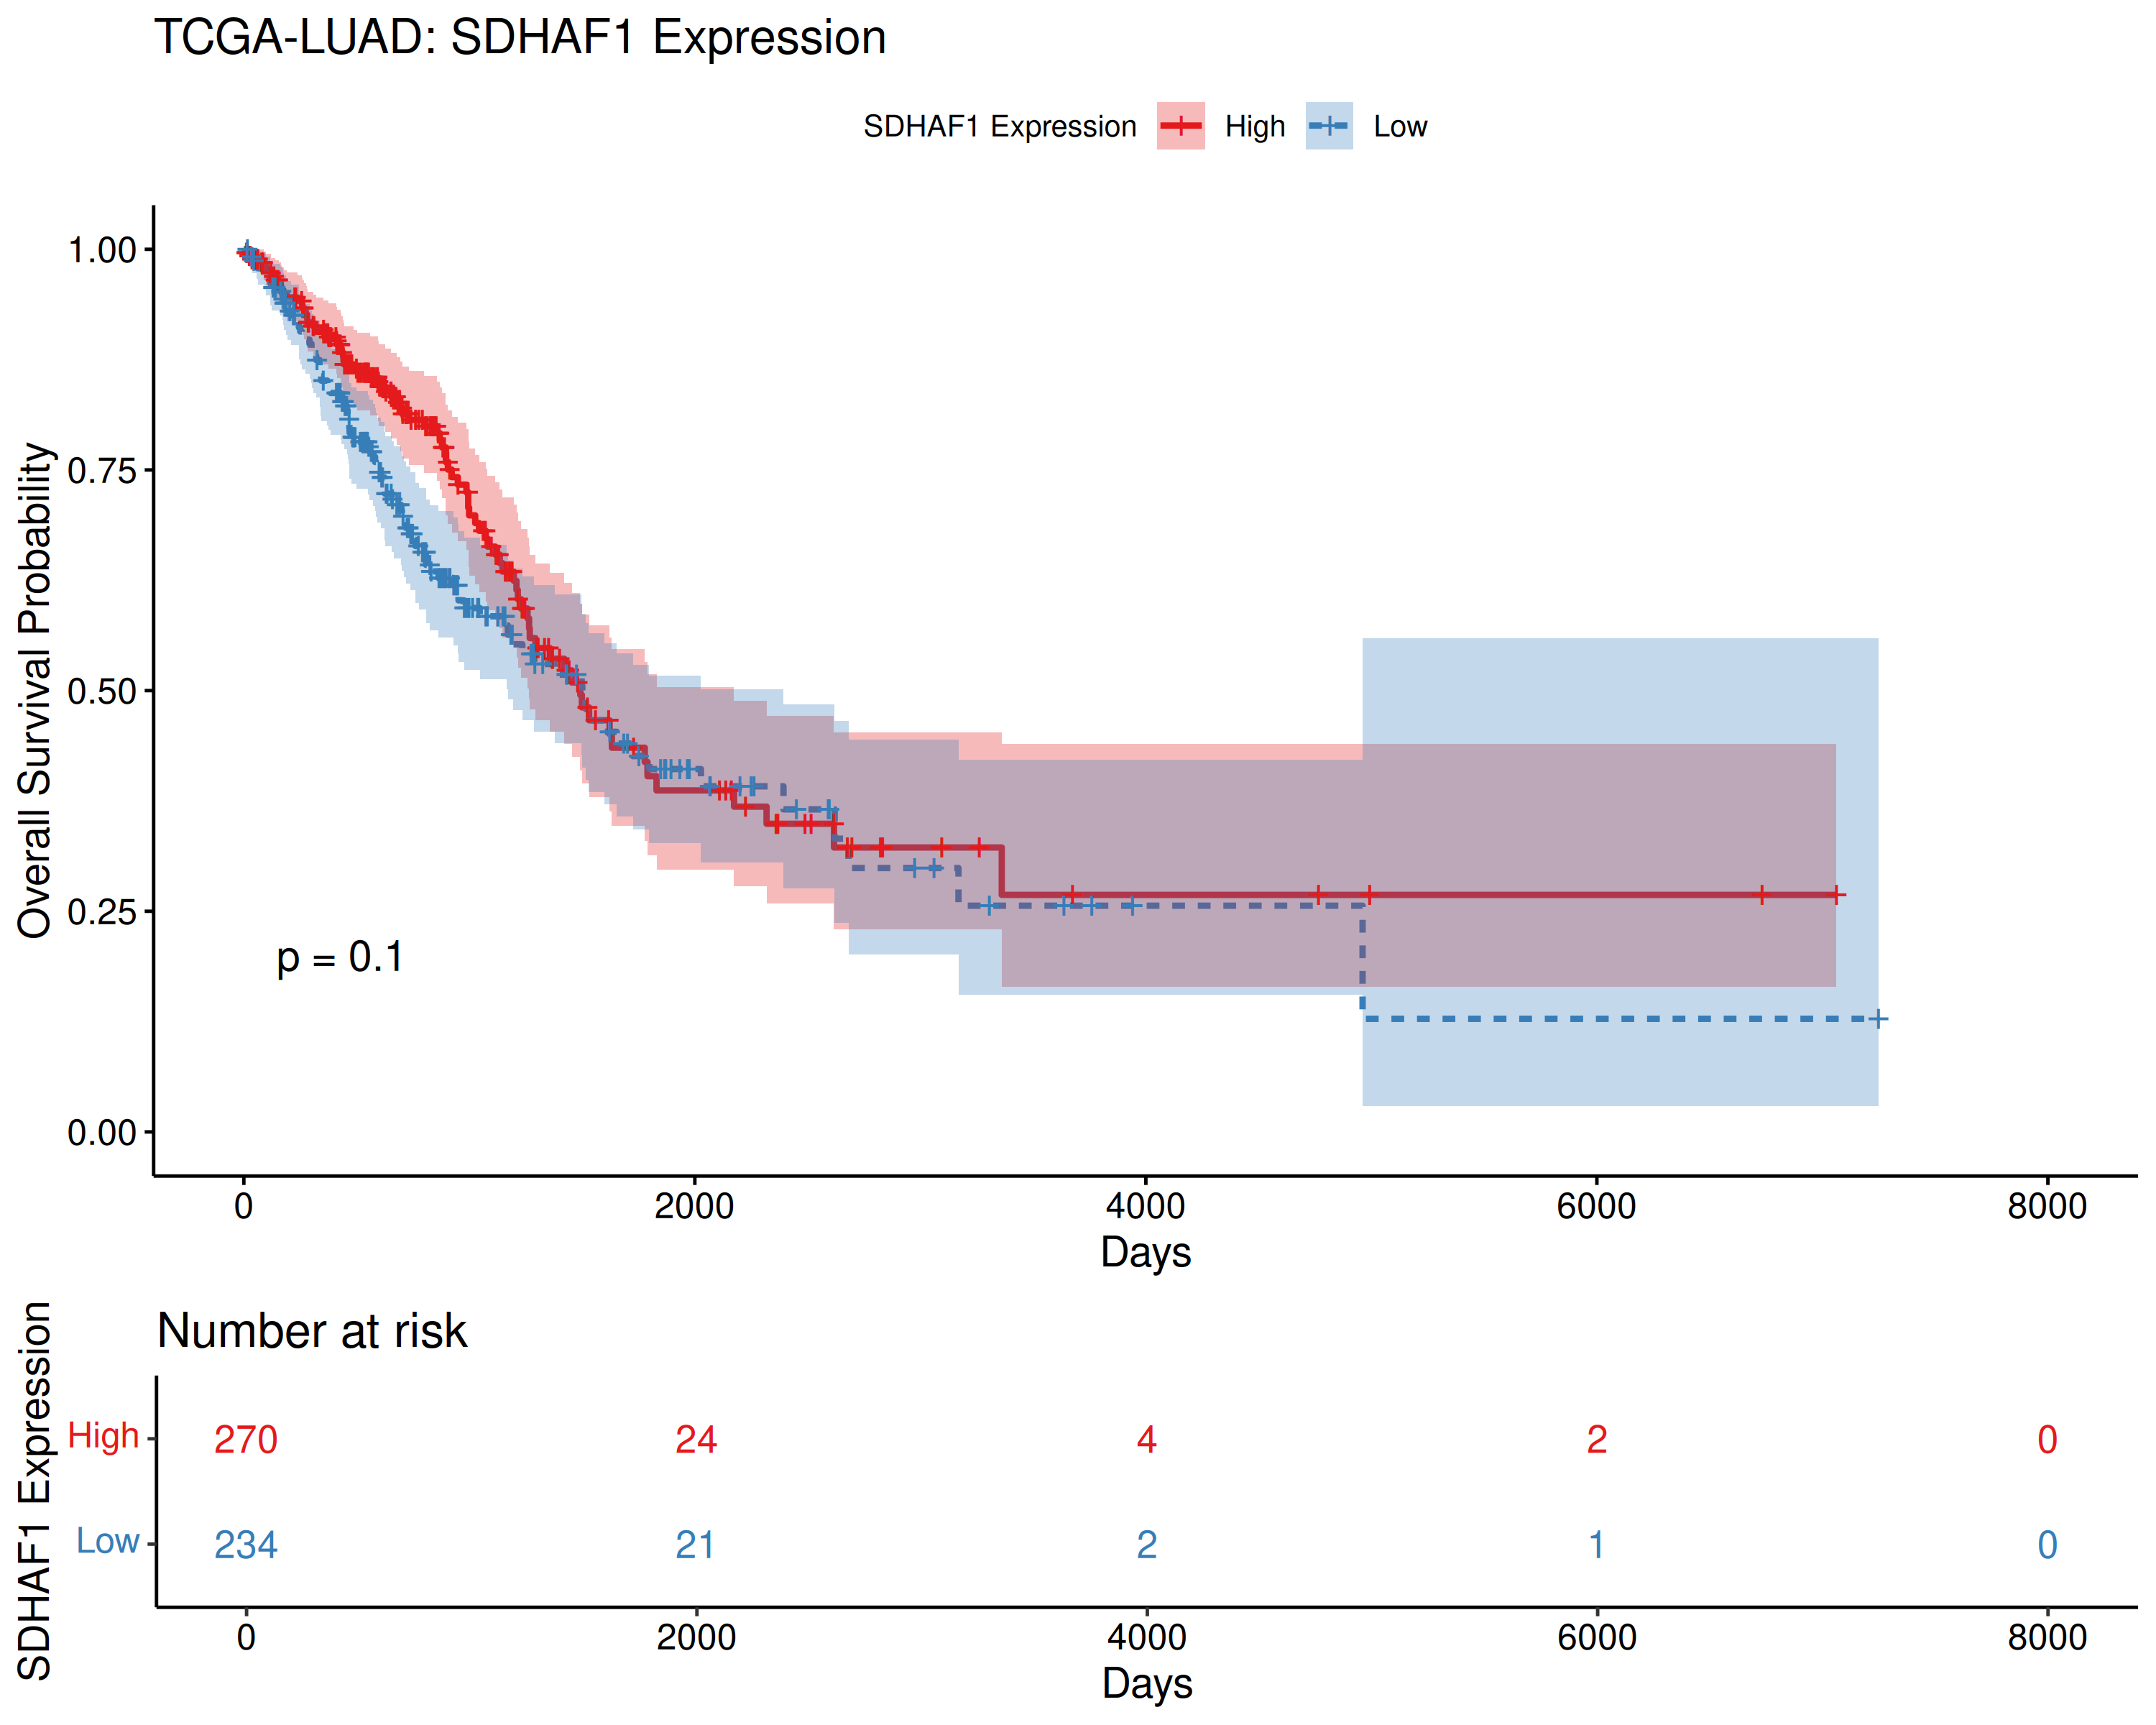 TCGA-LUAD: SDHAF1 Expression
SDHAF1 Expression High Low
Overall Survival Probability
1.00
0.75
0.50
0.25
0.00
p = 0.1
0 2000 4000 6000 8000
Days
Number at risk
SDHAF1 Expression
High 270 24 4 2 0
Low 234 21 2 1 0
0 2000 4000 6000 8000
Days